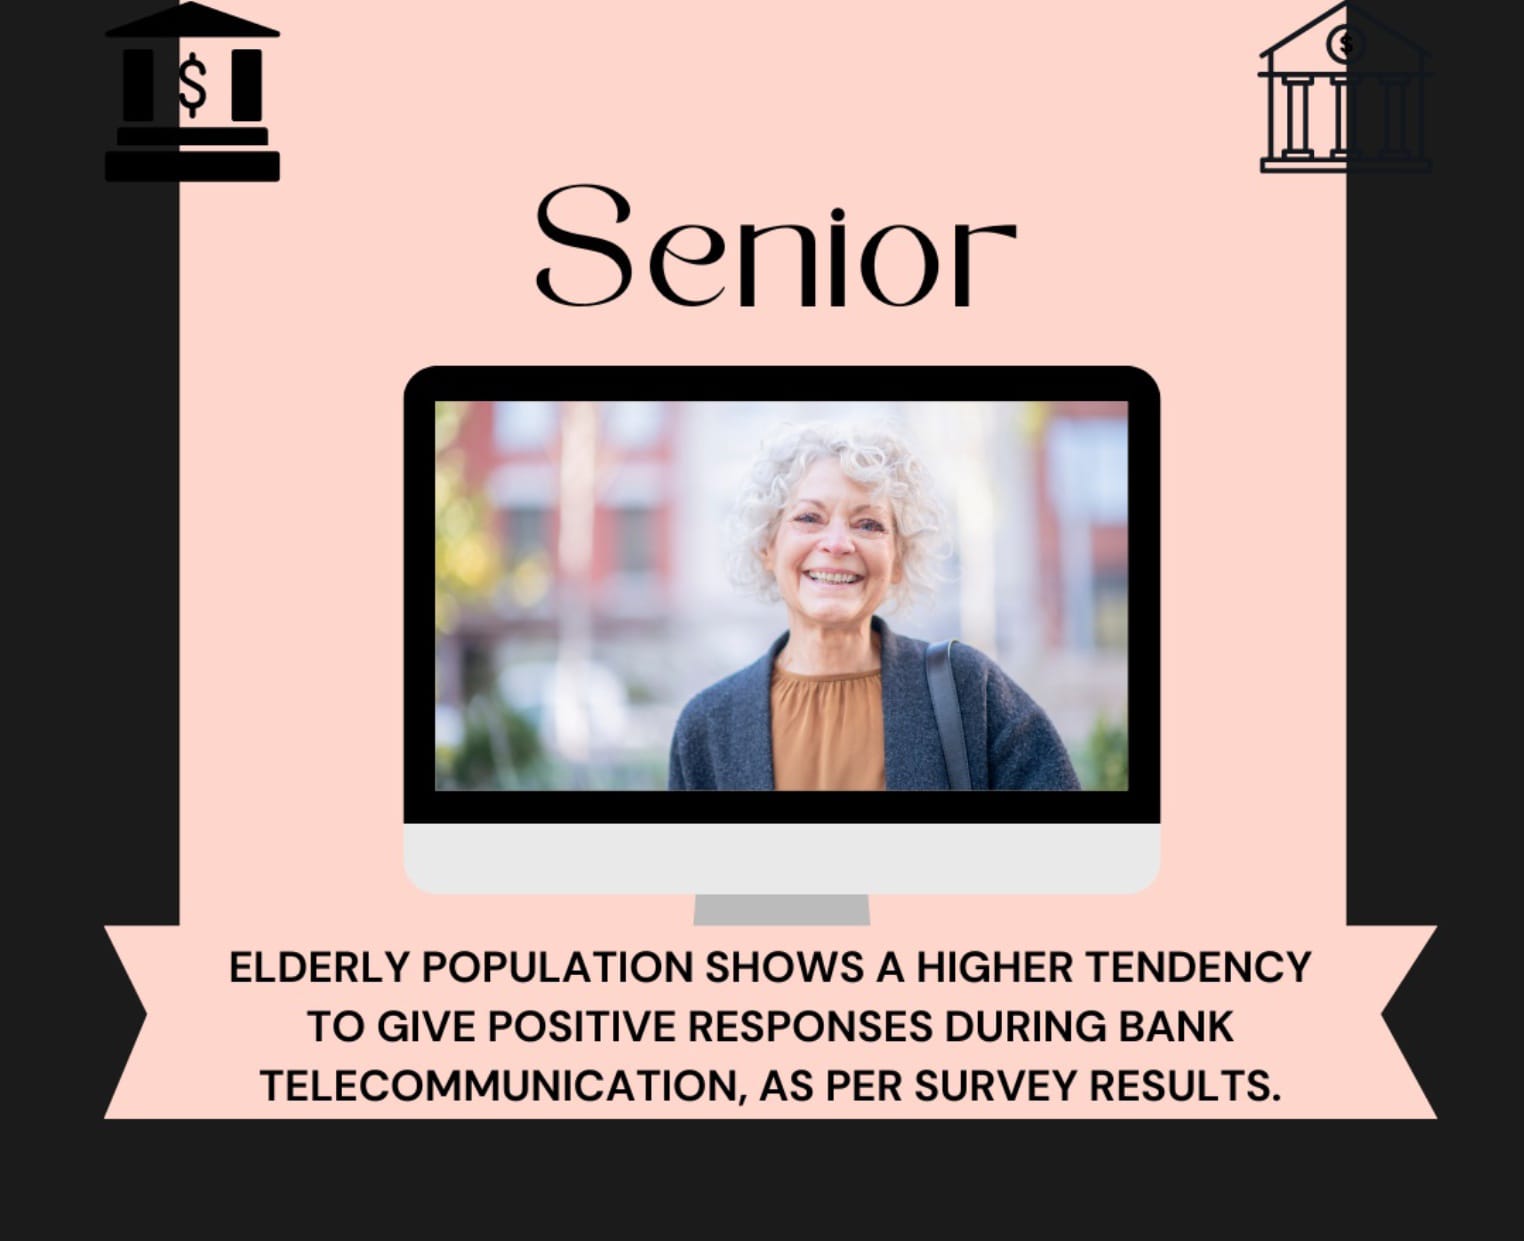 $
$
Senior
ELDERLY POPULATION SHOWS A HIGHER TENDENCY
TO GIVE POSITIVE RESPONSES DURING BANK
TELECOMMUNICATION, AS PER SURVEY RESULTS.